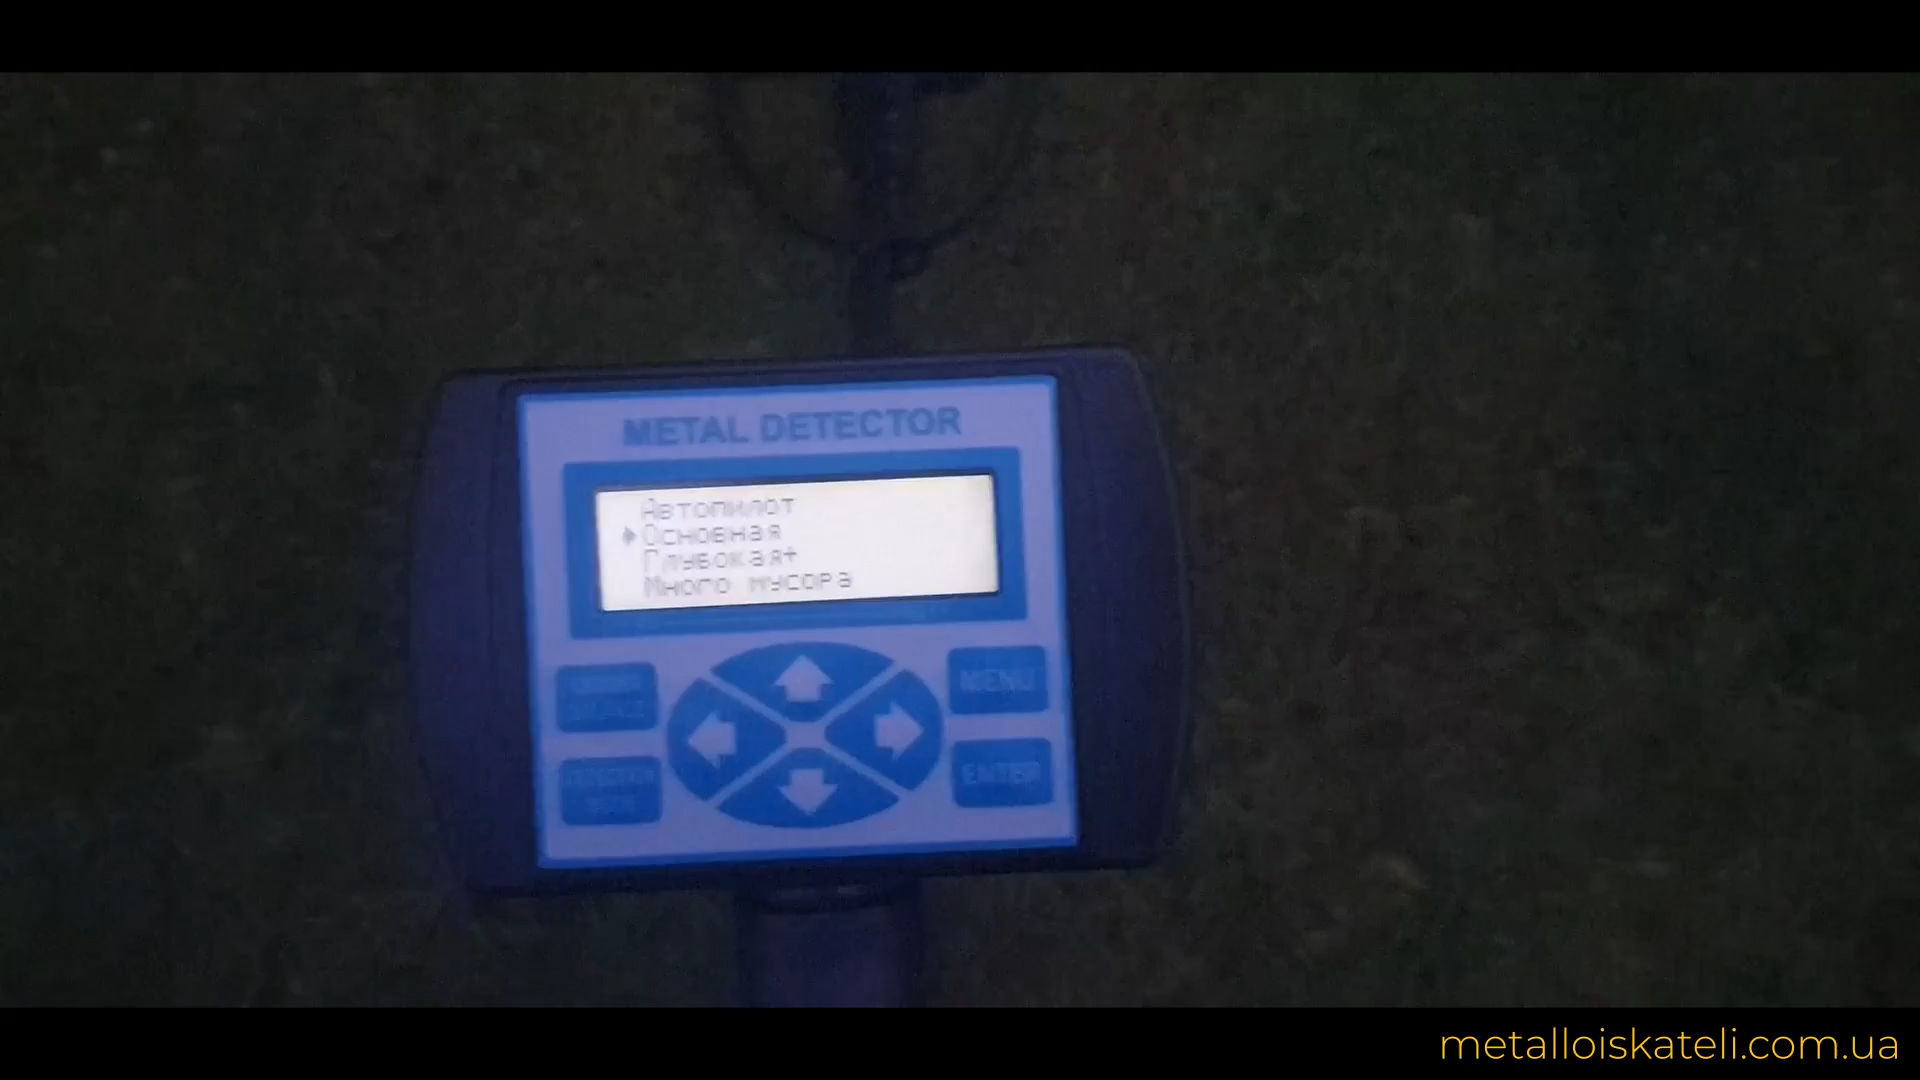 METAL DETECTOR
Автопилот
Основная
Глубокая+
Много мусора
MENU
ENTER
metalloiskateli.com.ua